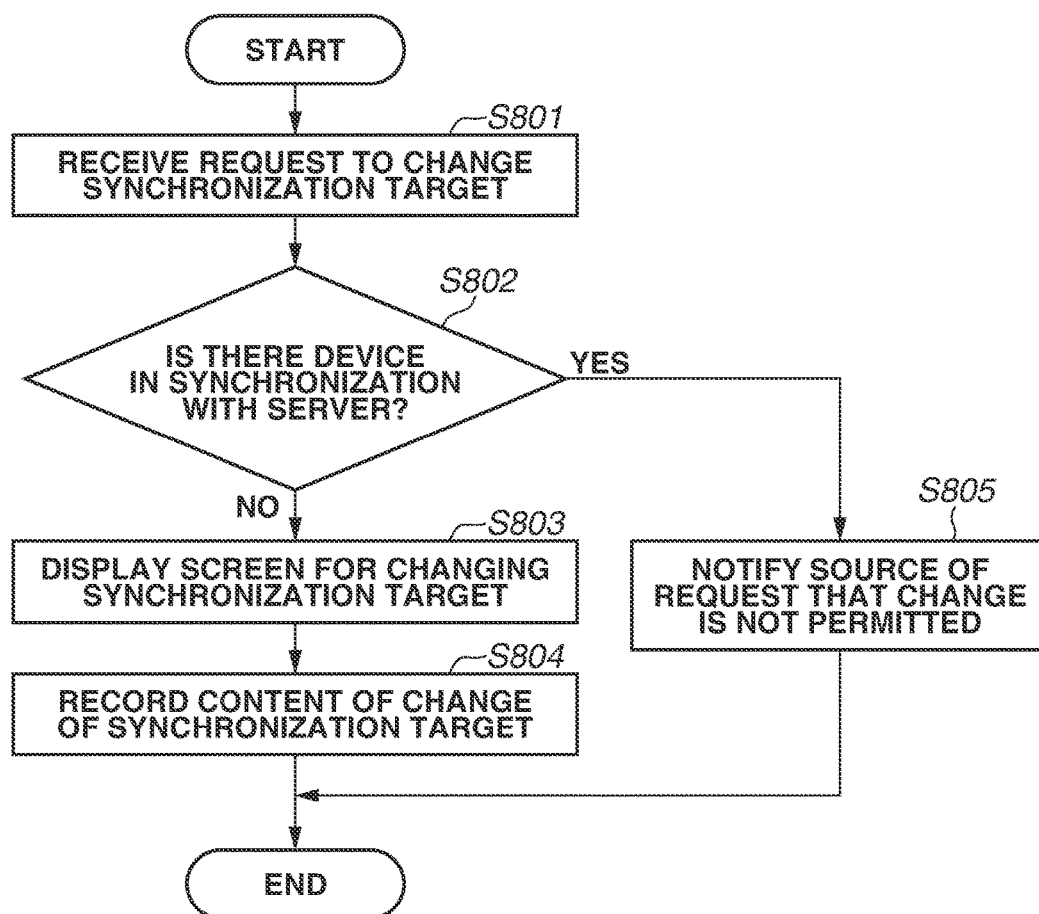 START
S801
RECEIVE REQUEST TO CHANGE
SYNCHRONIZATION TARGET
S802
IS THERE DEVICE
IN SYNCHRONIZATION
WITH SERVER?
YES
NO
S803
DISPLAY SCREEN FOR CHANGING
SYNCHRONIZATION TARGET
S805
NOTIFY SOURCE OF
REQUEST THAT CHANGE
IS NOT PERMITTED
S804
RECORD CONTENT OF CHANGE
OF SYNCHRONIZATION TARGET
END